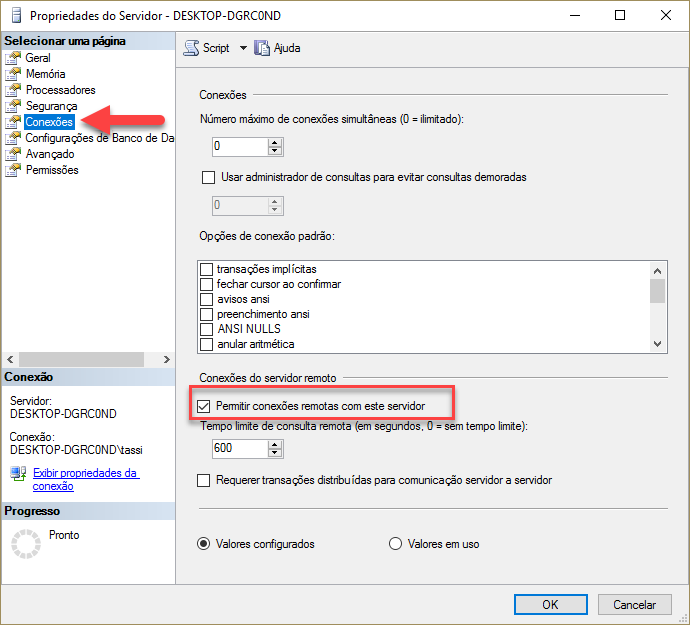 Propriedades do Servidor - DESKTOP-DGRC0ND
Selecionar uma página
Geral
Memória
Processadores
Segurança
Conexões
Configurações de Banco de Da
Avançado
Permissões
Conexão
Servidor:
DESKTOP-DGRC0ND
Conexão:
DESKTOP-DGRC0ND\tassi
Exibir propriedades da
conexão
Progresso
Pronto
Script
Ajuda
Conexões
Número máximo de conexões simultâneas (0 = ilimitado):
0
Usar administrador de consultas para evitar consultas demoradas
0
Opções de conexão padrão:
transações implícitas
fechar cursor ao confirmar
avisos ansi
preenchimento ansi
ANSI NULLS
anular aritmética
Conexões do servidor remoto
Permitir conexões remotas com este servidor
Tempo limite de consulta remota (em segundos, 0 = sem tempo limite):
600
Requerer transações distribuídas para comunicação servidor a servidor
Valores configurados
Valores em uso
OK
Cancelar